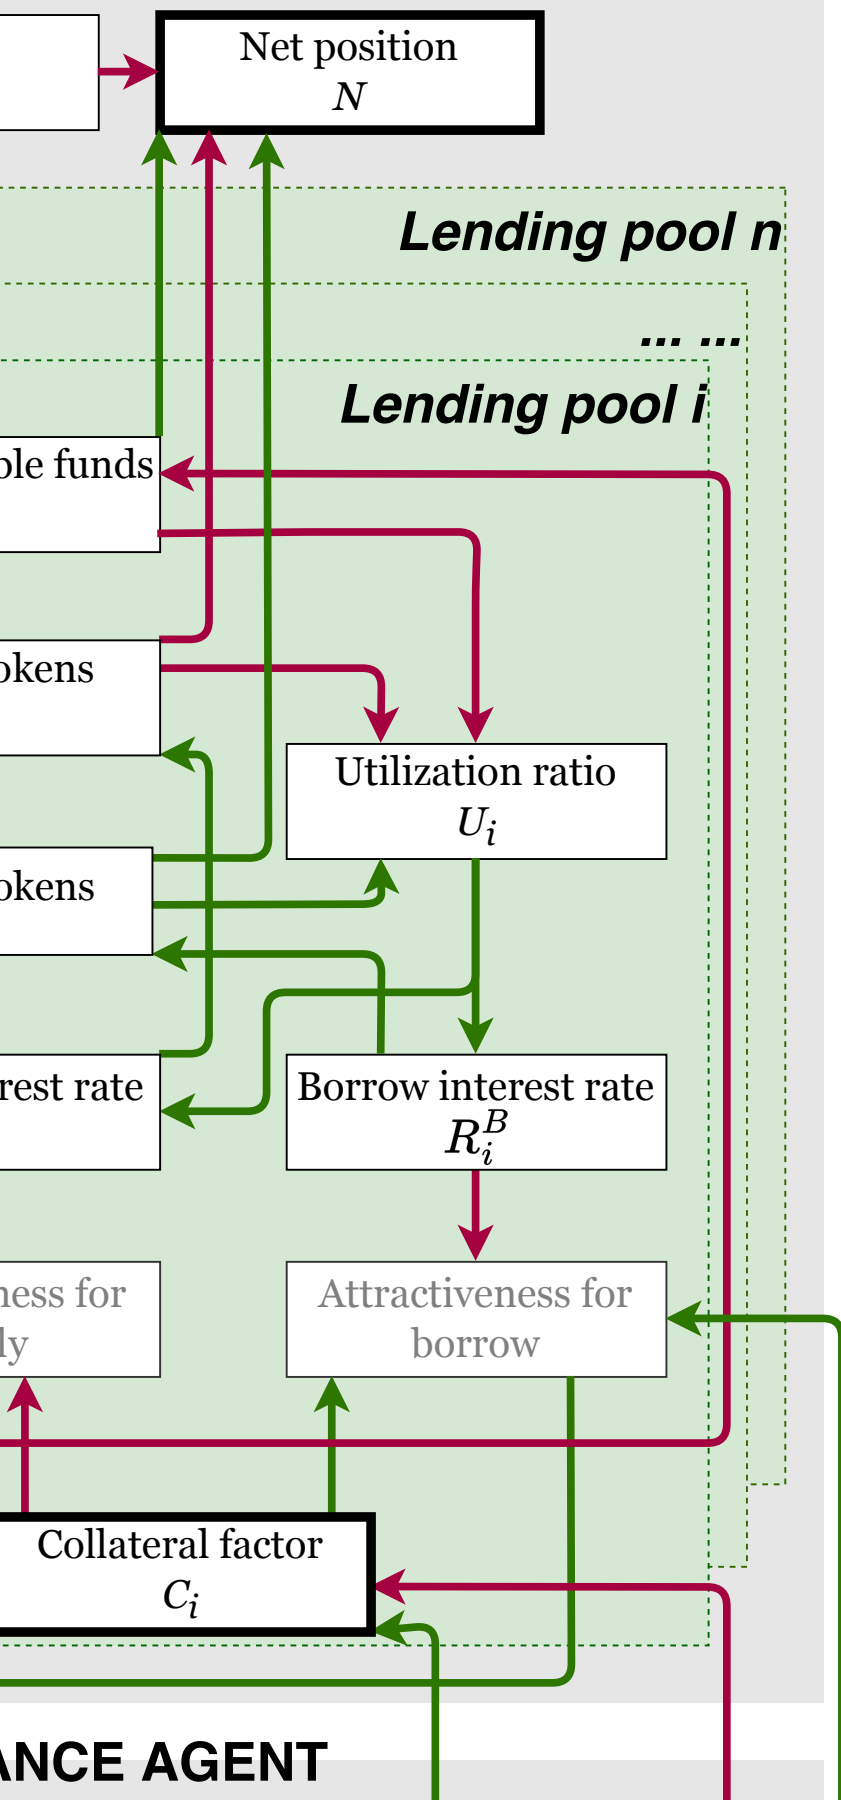 Net position
N
Lending pool n
... ...
Lending pool i
ble funds
okens
Utilization ratio
U_i
okens
rest rate
Borrow interest rate
R_i^B
ness for
ly
Attractiveness for
borrow
Collateral factor
C_i
ANCE AGENT